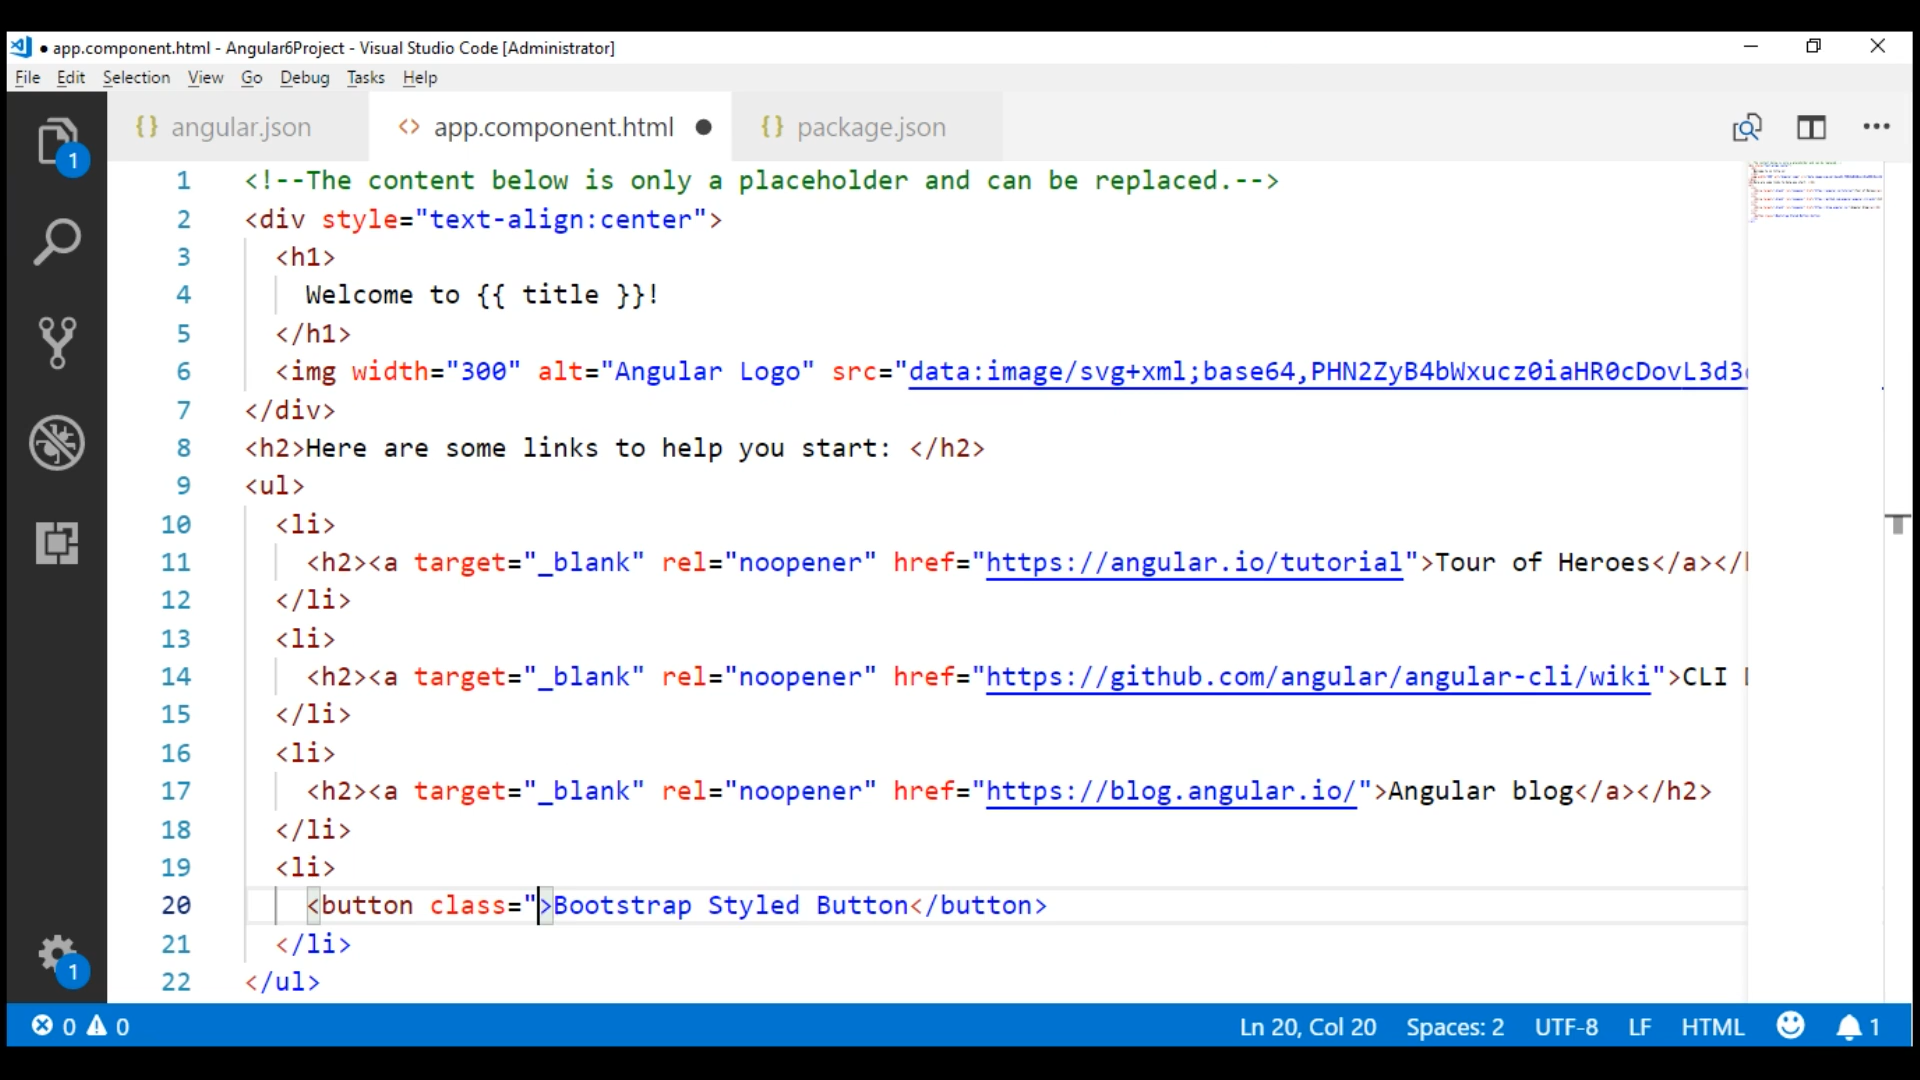 ● app.component.html - Angular6Project - Visual Studio Code [Administrator]
File Edit Selection View Go Debug Tasks Help
{} angular.json <> app.component.html ● {} package.json
1 <!--The content below is only a placeholder and can be replaced.-->
2 <div style="text-align:center">
3 <h1>
4 Welcome to {{ title }}!
5 </h1>
6 <img width="300" alt="Angular Logo" src="data:image/svg+xml;base64,PHN2ZyB4bWxucz0iaHR0cDovL3d3
7 </div>
8 <h2>Here are some links to help you start: </h2>
9 <ul>
10 <li>
11 <h2><a target="_blank" rel="noopener" href="https://angular.io/tutorial">Tour of Heroes</a></
12 </li>
13 <li>
14 <h2><a target="_blank" rel="noopener" href="https://github.com/angular/angular-cli/wiki">CLI
15 </li>
16 <li>
17 <h2><a target="_blank" rel="noopener" href="https://blog.angular.io/">Angular blog</a></h2>
18 </li>
19 <li>
20 <button class=">Bootstrap Styled Button</button>
21 </li>
22 </ul>
1
1
0 0 Ln 20, Col 20 Spaces: 2 UTF-8 LF HTML 1